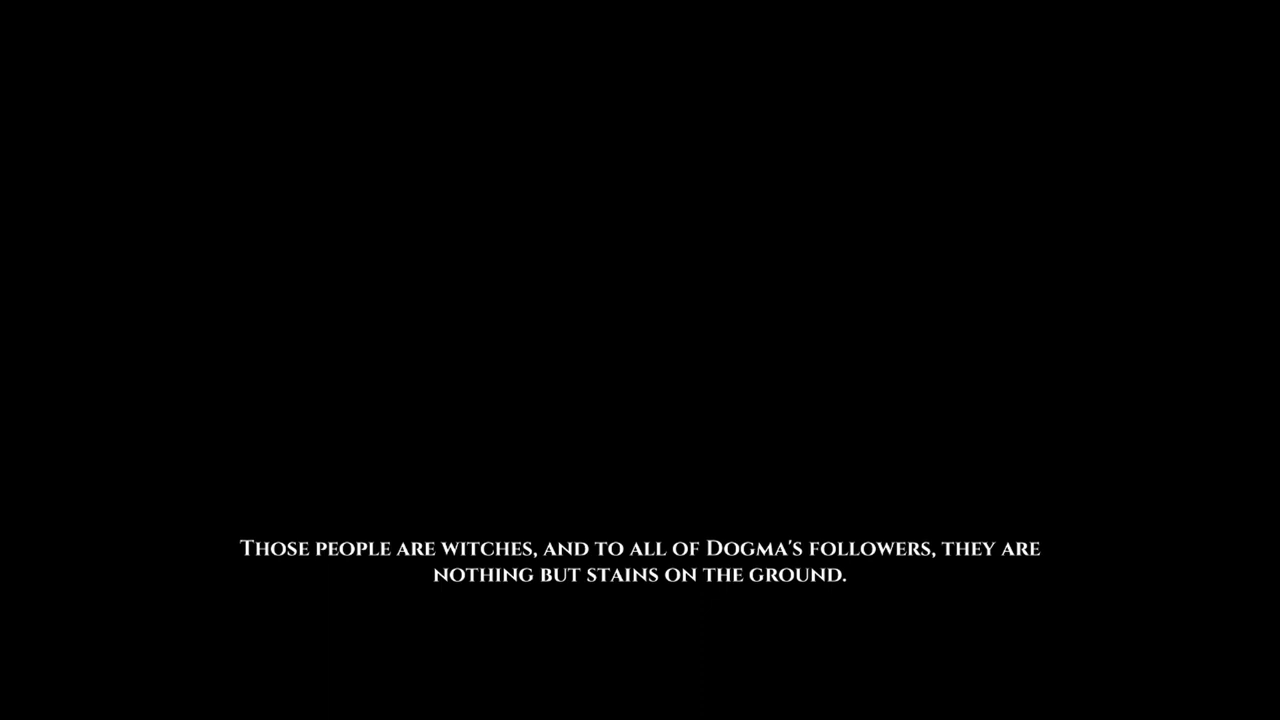 Those people are witches, and to all of Dogma's followers, they are
nothing but stains on the ground.